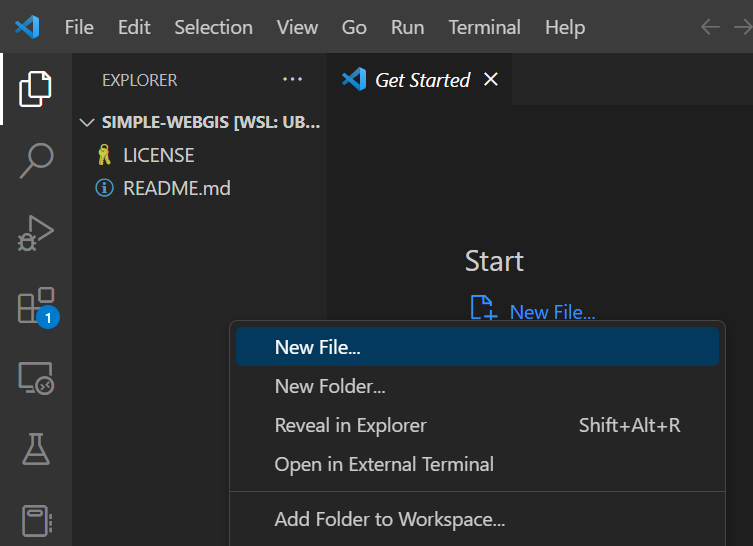 File Edit Selection View Go Run Terminal Help
EXPLORER ...
Get Started
SIMPLE-WEBGIS [WSL: UB...
LICENSE
README.md
Start
New File...
1
New File...
New Folder...
Reveal in Explorer Shift+Alt+R
Open in External Terminal
Add Folder to Workspace...